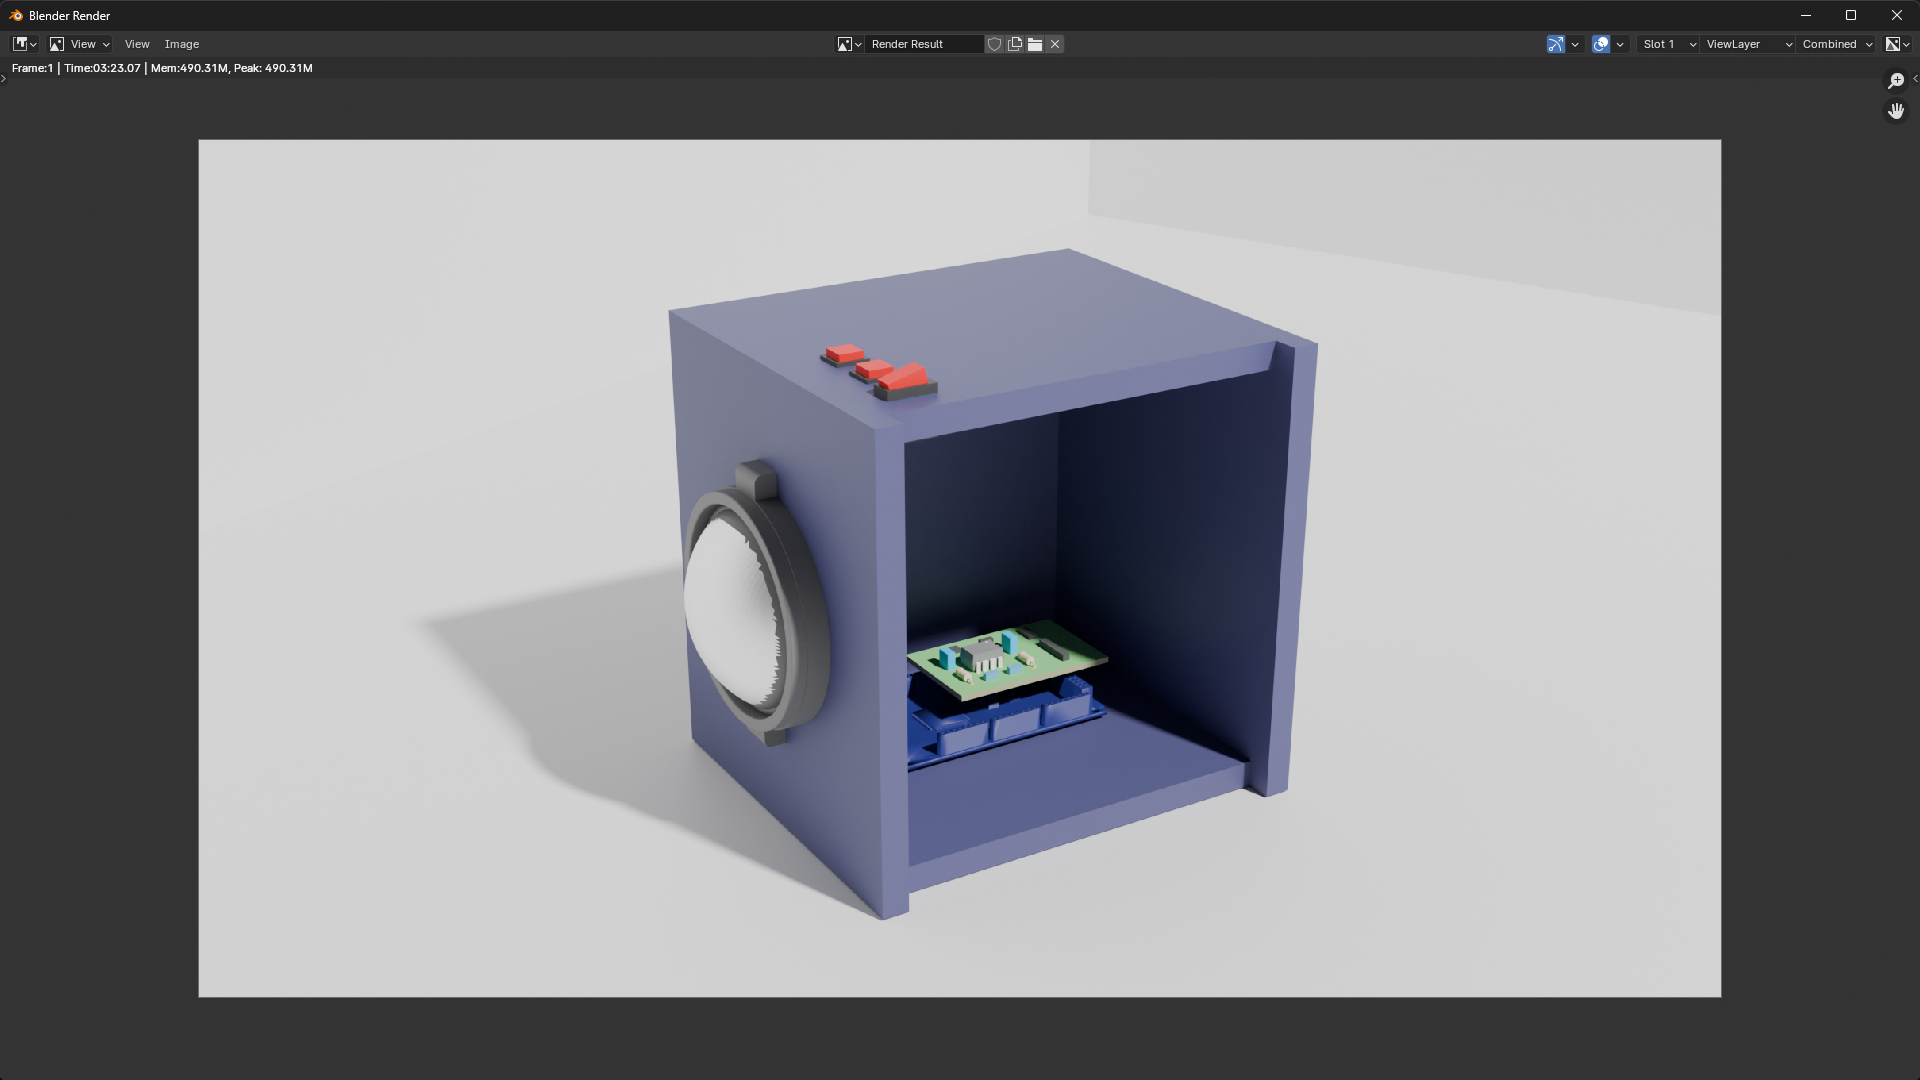 Blender Render
View View Image Render Result Slot 1 ViewLayer Combined
Frame:1 | Time:03:23.07 | Mem:490.31M, Peak: 490.31M